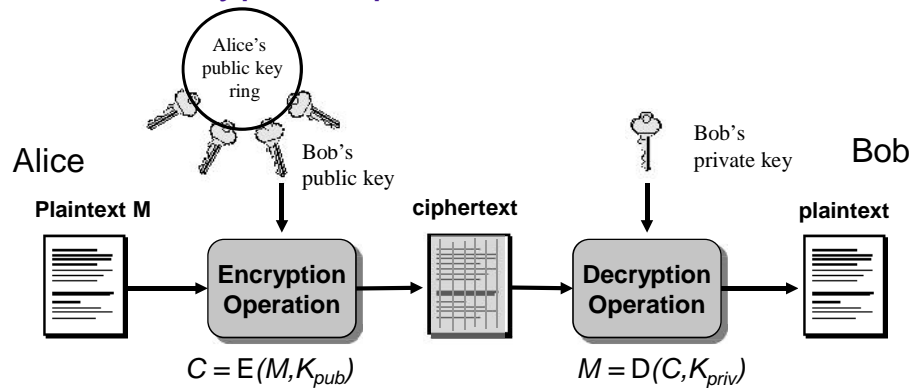 Alice's
public key
ring
Alice
Bob's
public key
Bob's
private key
Bob
Plaintext M
ciphertext
plaintext
Encryption
Operation
Decryption
Operation
C = E(M,Kpub)
M = D(C,Kpriv)